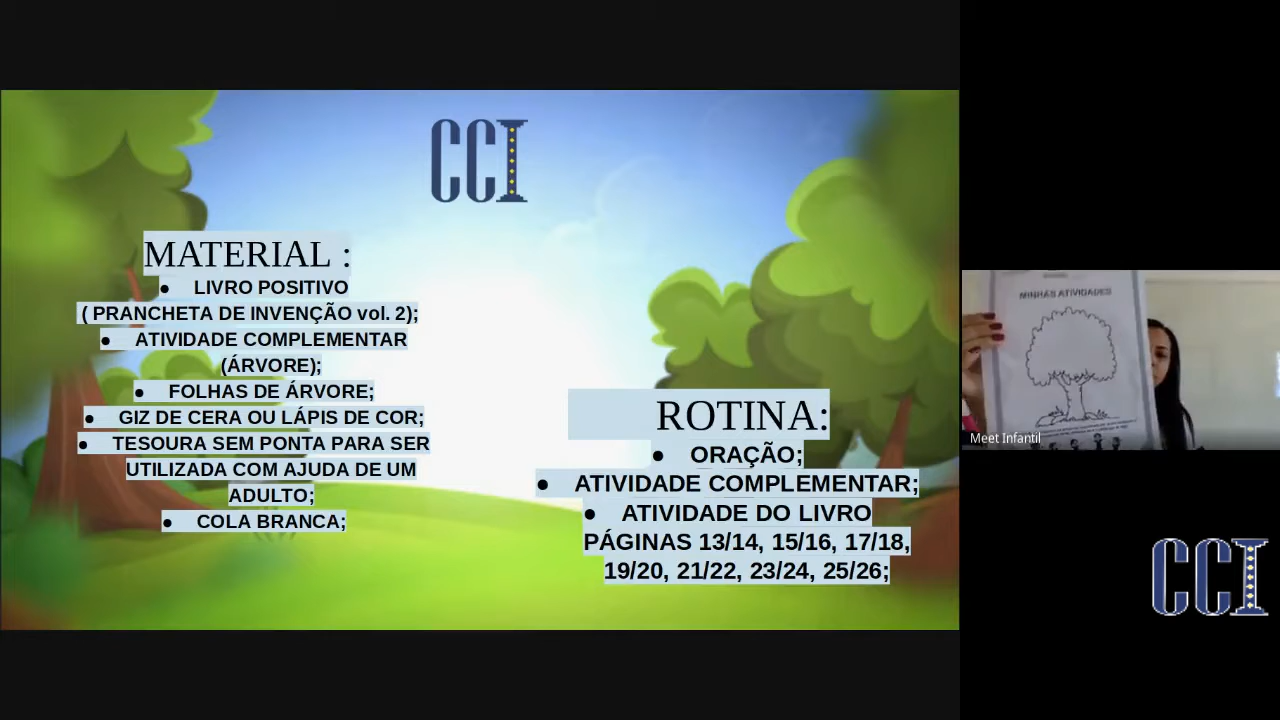 CCI
MATERIAL :
● LIVRO POSITIVO
( PRANCHETA DE INVENÇÃO vol. 2);
● ATIVIDADE COMPLEMENTAR
(ÁRVORE);
● FOLHAS DE ÁRVORE;
● GIZ DE CERA OU LÁPIS DE COR;
● TESOURA SEM PONTA PARA SER
UTILIZADA COM AJUDA DE UM
ADULTO;
● COLA BRANCA;
ROTINA:
● ORAÇÃO;
● ATIVIDADE COMPLEMENTAR;
● ATIVIDADE DO LIVRO
PÁGINAS 13/14, 15/16, 17/18,
19/20, 21/22, 23/24, 25/26;
MINHAS ATIVIDADES
Meet Infantil
CCI